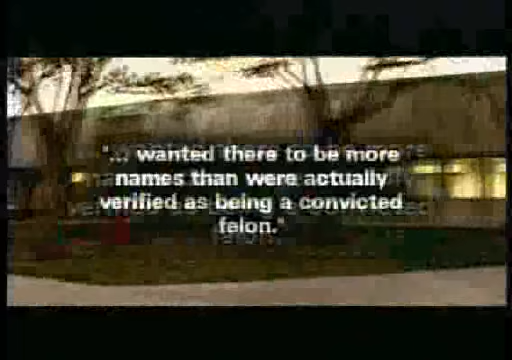 "... wanted there to be more
names than were actually
verified as being a convicted
felon."